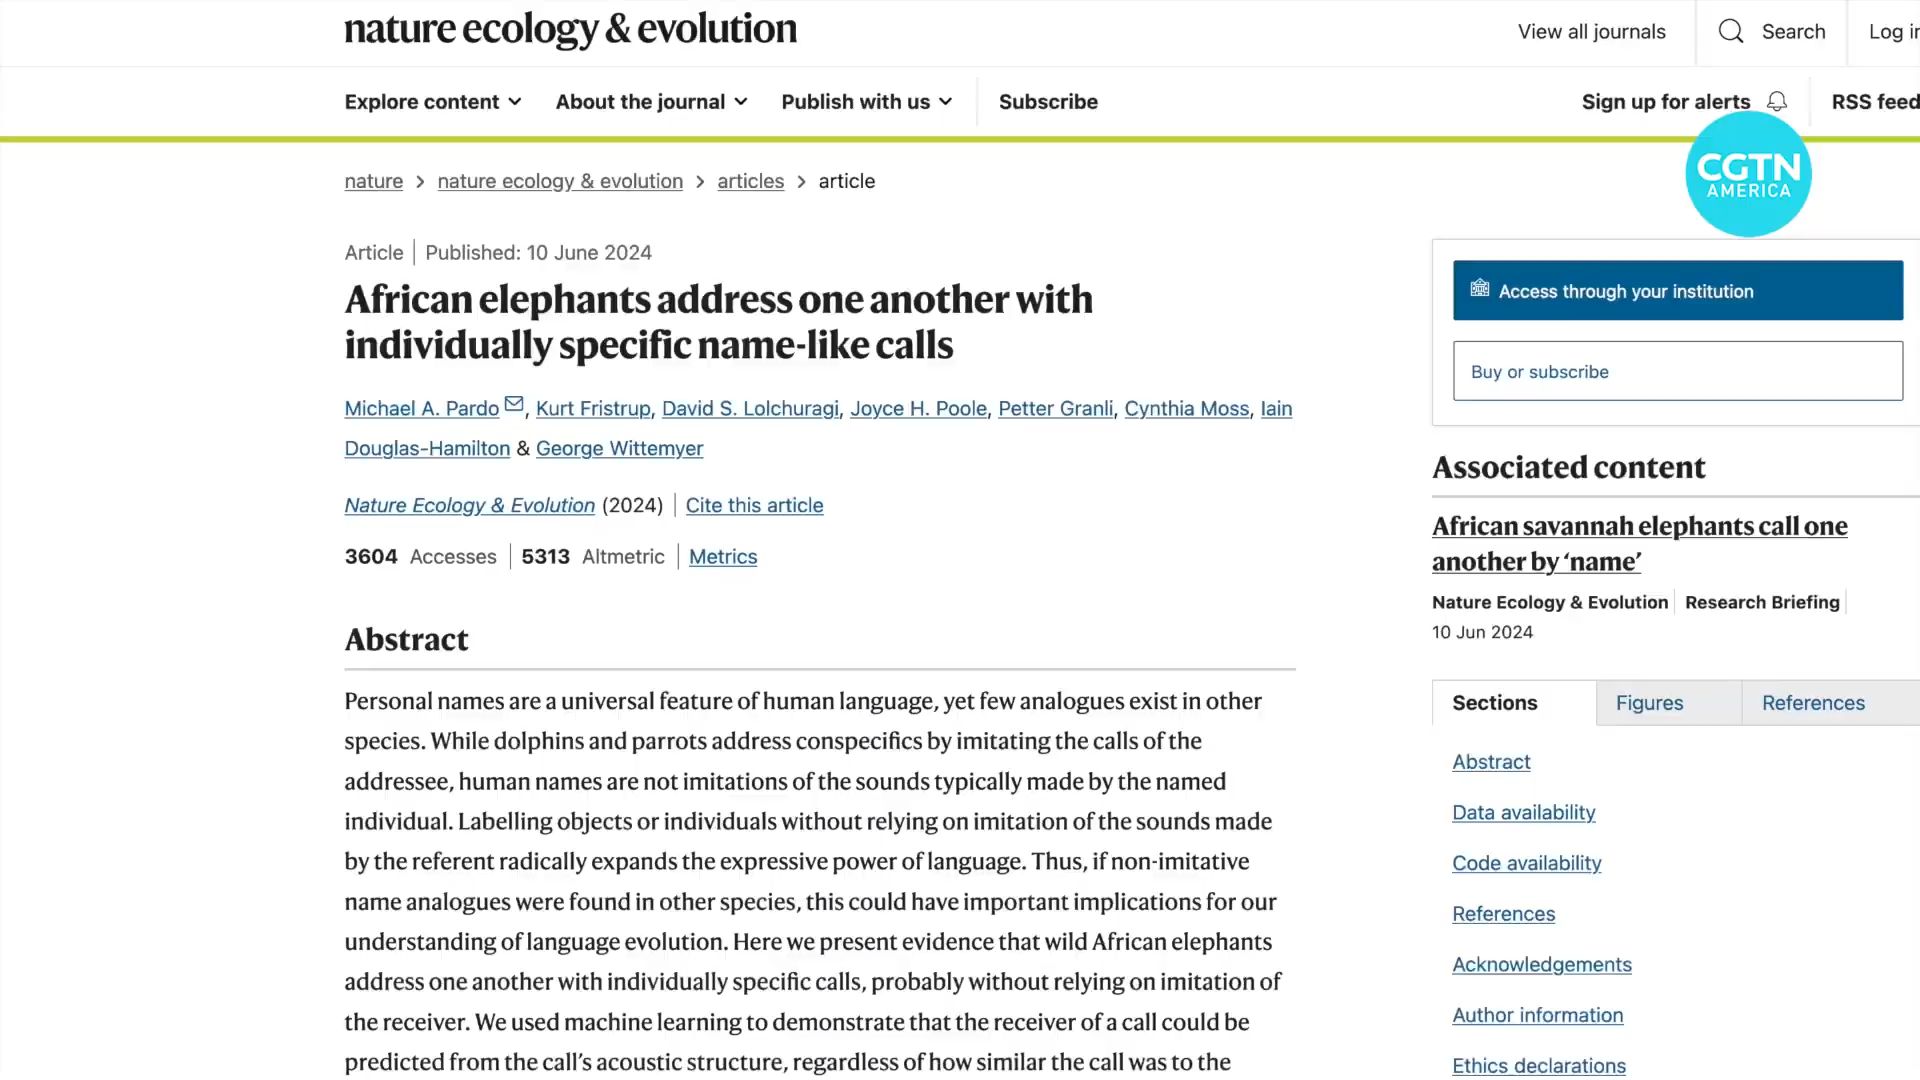 nature ecology & evolution
View all journals
Search
Log in
Explore content
About the journal
Publish with us
Subscribe
Sign up for alerts
RSS feed
CGTN
AMERICA
nature > nature ecology & evolution > articles > article
Article | Published: 10 June 2024
African elephants address one another with
individually specific name-like calls
Michael A. Pardo, Kurt Fristrup, David S. Lolchuragi, Joyce H. Poole, Petter Granli, Cynthia Moss, Iain
Douglas-Hamilton & George Wittemyer
Nature Ecology & Evolution (2024) | Cite this article
3604 Accesses | 5313 Altmetric | Metrics
Abstract
Personal names are a universal feature of human language, yet few analogues exist in other
species. While dolphins and parrots address conspecifics by imitating the calls of the
addressee, human names are not imitations of the sounds typically made by the named
individual. Labelling objects or individuals without relying on imitation of the sounds made
by the referent radically expands the expressive power of language. Thus, if non-imitative
name analogues were found in other species, this could have important implications for our
understanding of language evolution. Here we present evidence that wild African elephants
address one another with individually specific calls, probably without relying on imitation of
the receiver. We used machine learning to demonstrate that the receiver of a call could be
predicted from the call’s acoustic structure, regardless of how similar the call was to the
Access through your institution
Buy or subscribe
Associated content
African savannah elephants call one
another by ‘name’
Nature Ecology & Evolution | Research Briefing
10 Jun 2024
Sections
Figures
References
Abstract
Data availability
Code availability
References
Acknowledgements
Author information
Ethics declarations